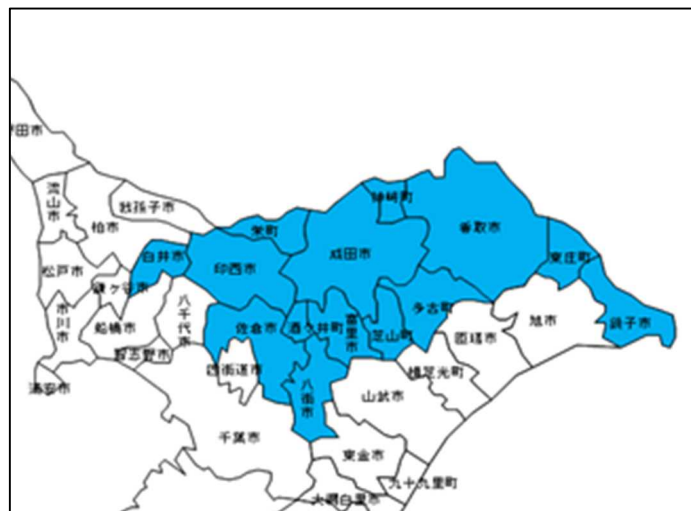 田市
流山市
我孫子市
柏市
松戸市
鎌ヶ谷市
白井市
市川市
船橋市
八千代市
習志野市
浦安市
栄町
印西市
成田市
神崎町
香取市
東庄町
銚子市
佐倉市
酒々井町
富里市
芝山町
多古町
四街道市
八街市
匝瑳市
旭市
横芝光町
山武市
千葉市
東金市
九十九里町
大網白里市